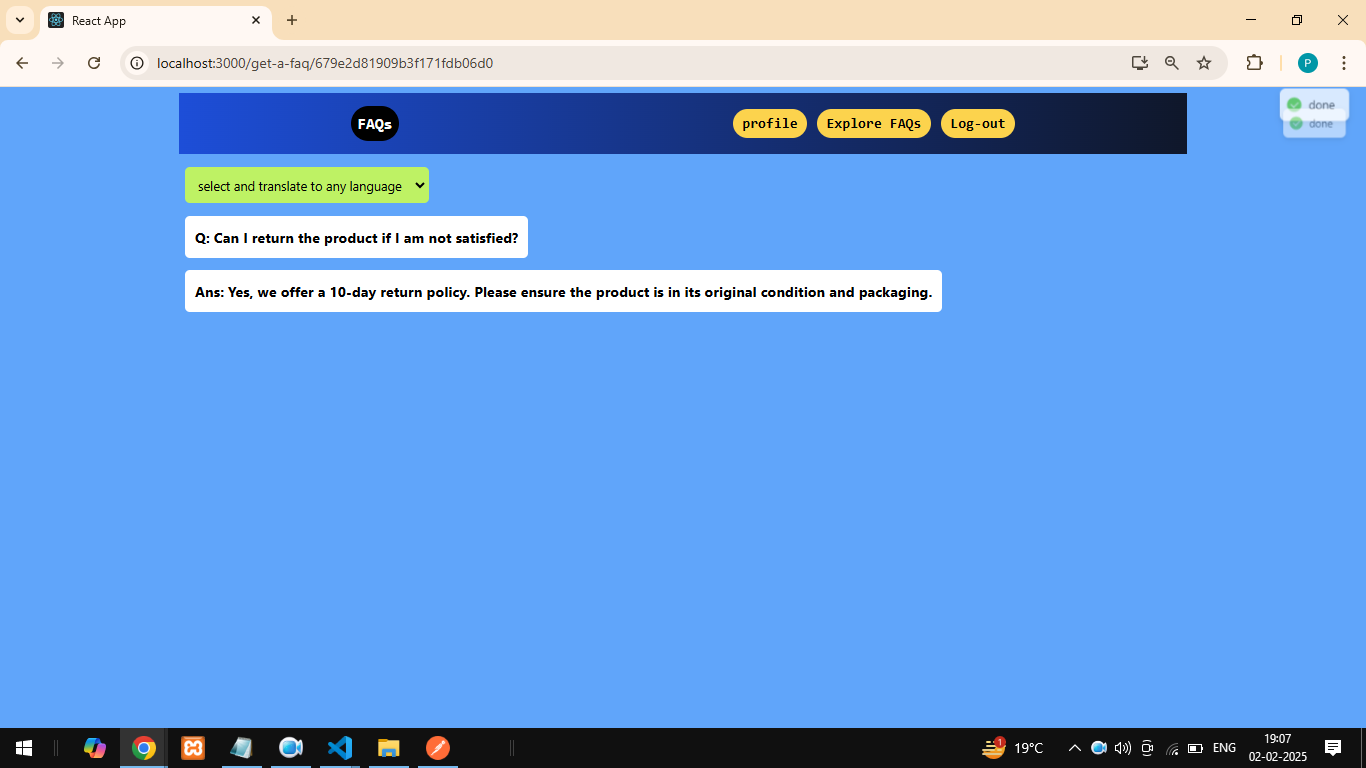 React App
localhost:3000/get-a-faq/679e2d81909b3f171fdb06d0
P
FAQs
profile
Explore FAQs
Log-out
done
done
select and translate to any language
Q: Can I return the product if I am not satisfied?
Ans: Yes, we offer a 10-day return policy. Please ensure the product is in its original condition and packaging.
1
19°C
ENG
19:07
02-02-2025